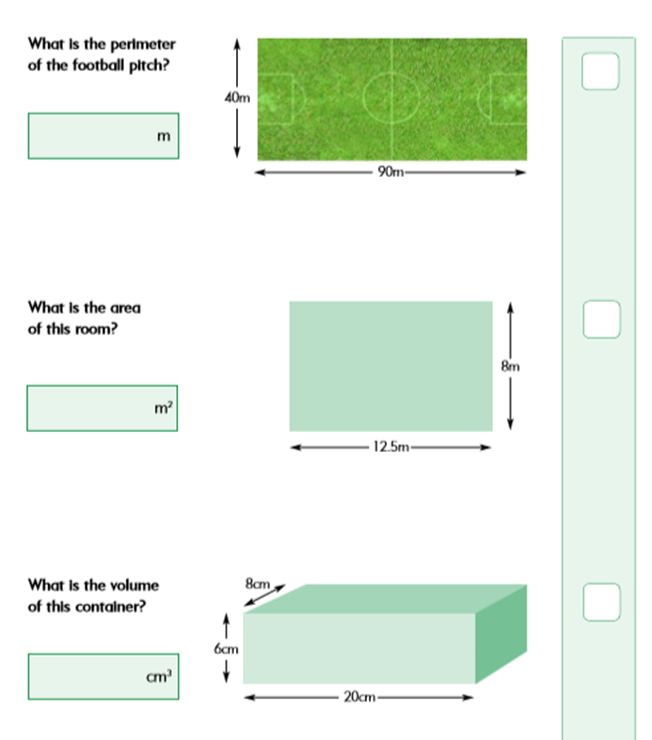 What is the perimeter
of the football pitch?
40m
m
90m
What is the area
of this room?
8m
m²
12.5m
What is the volume
of this container?
8cm
6cm
cm³
20cm